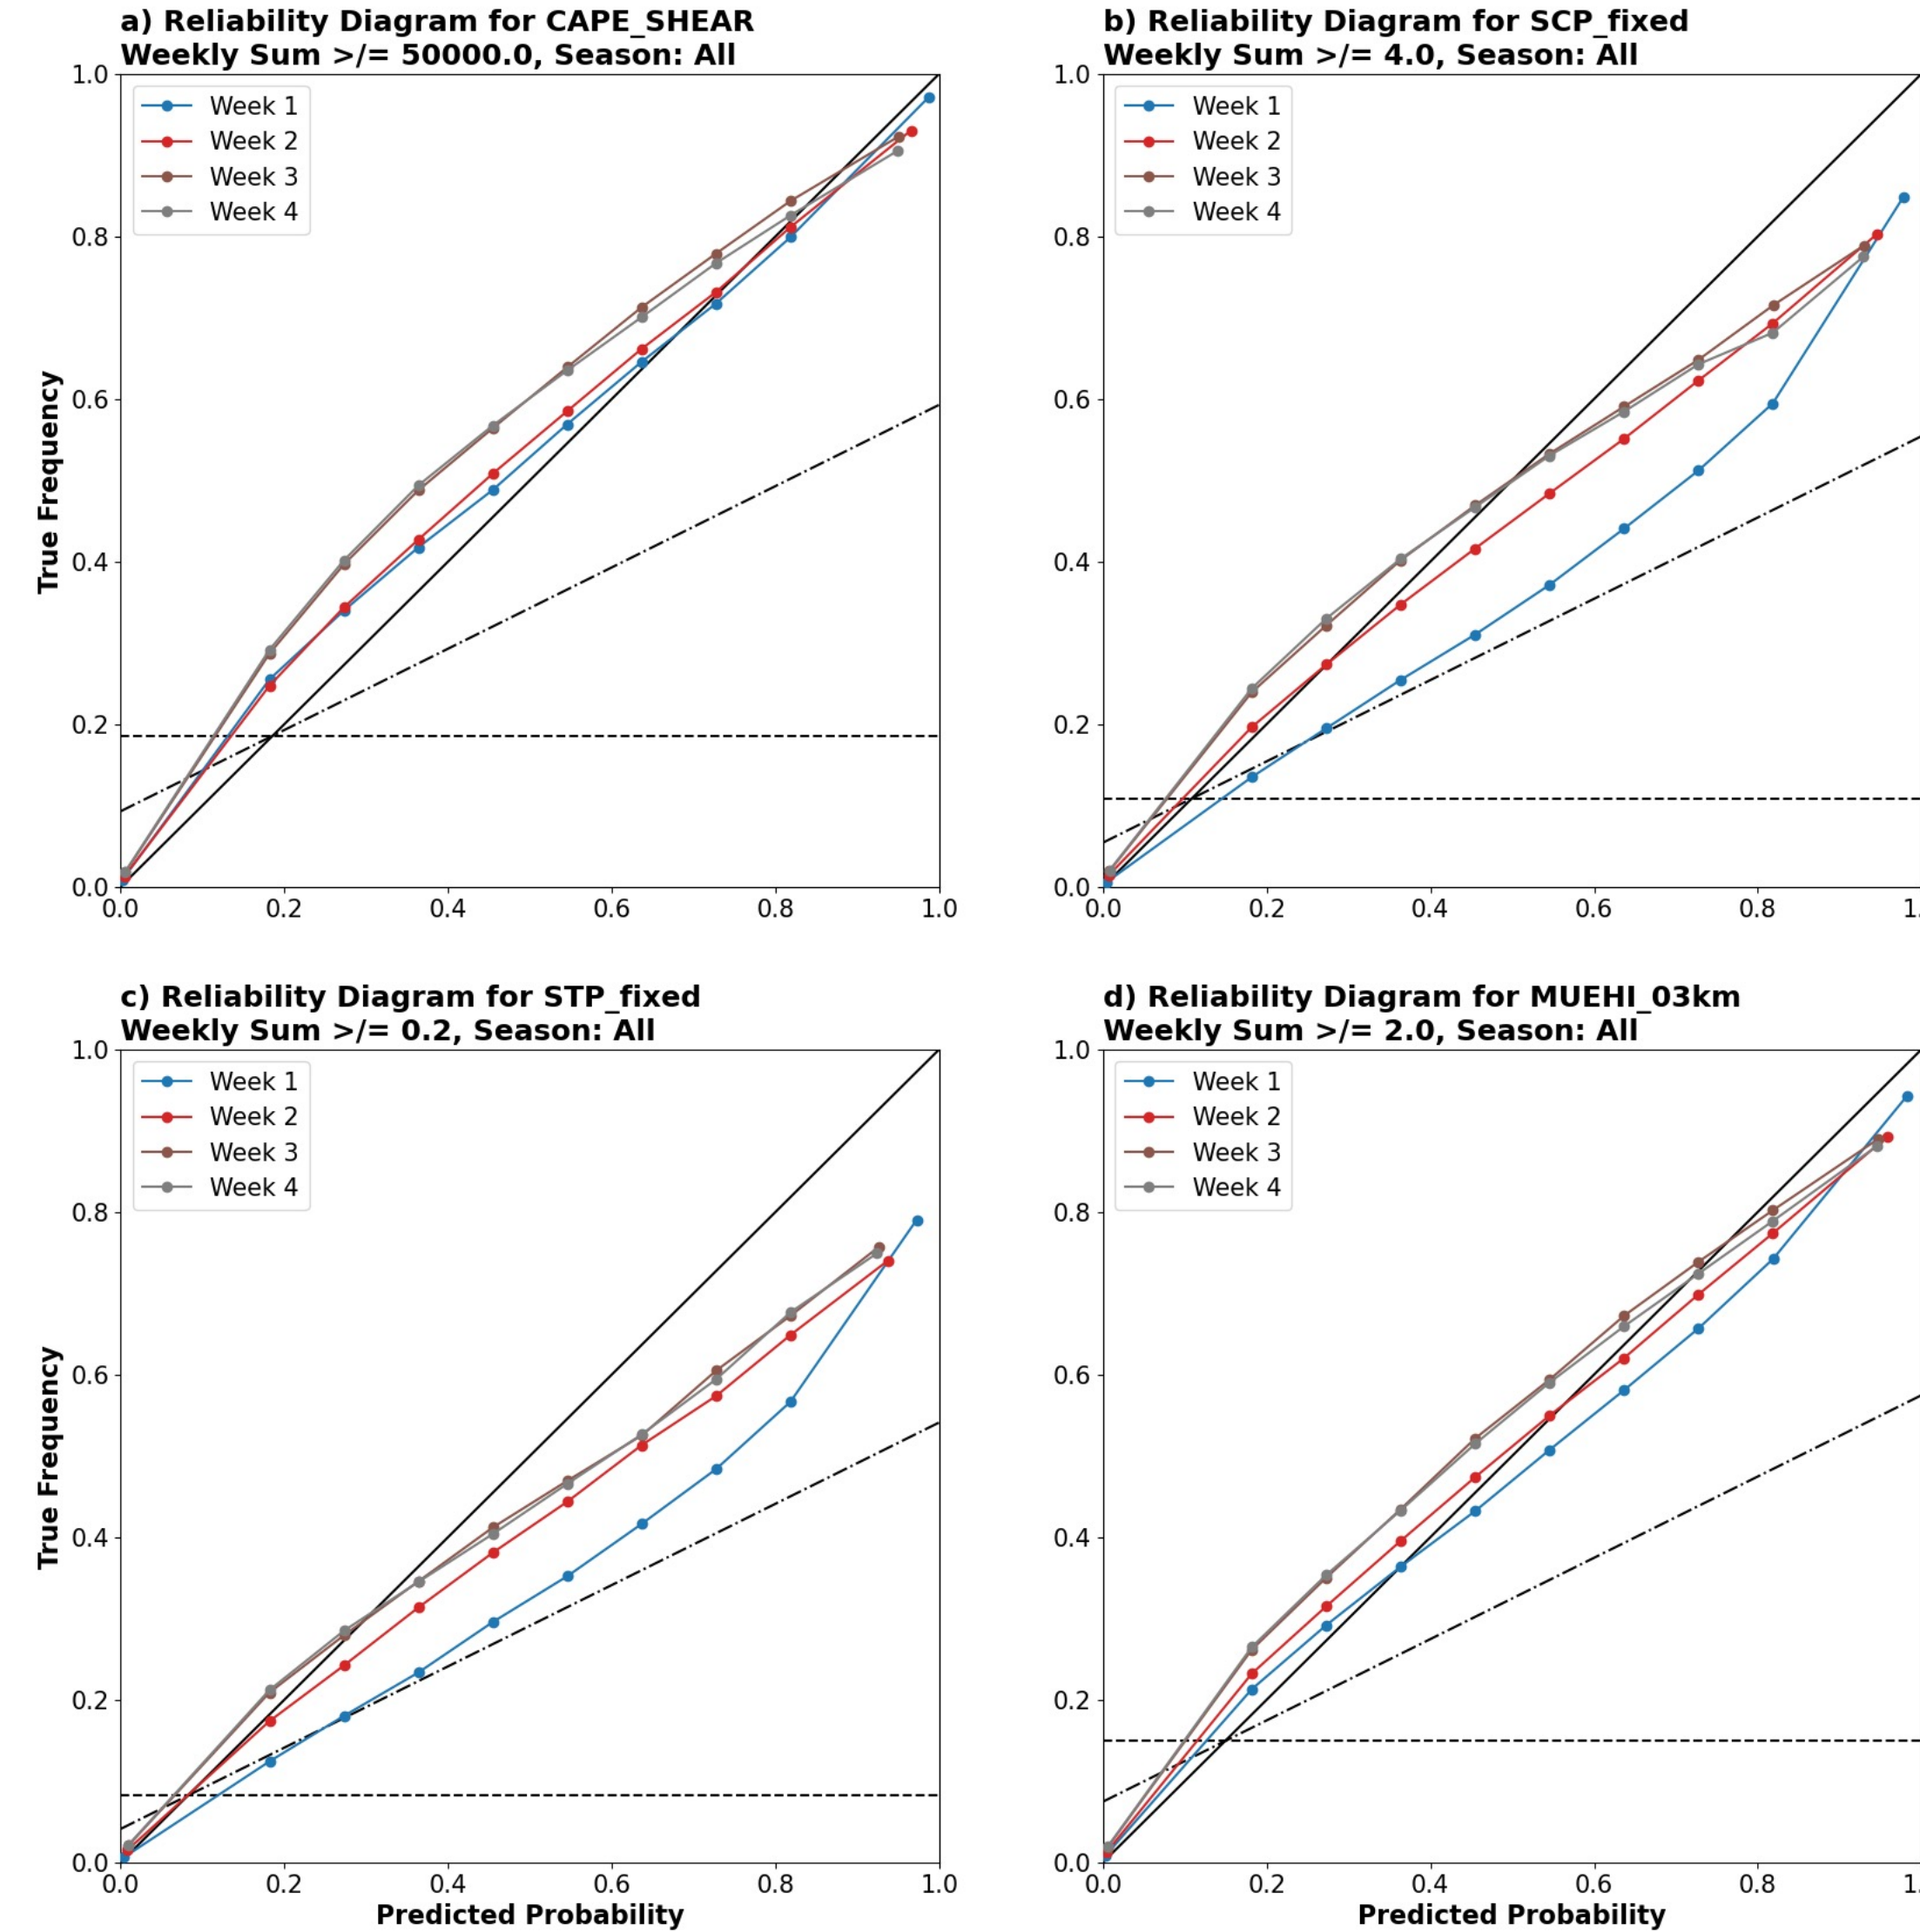 a) Reliability Diagram for CAPE_SHEAR
Weekly Sum >/= 50000.0, Season: All
1.0
0.8
0.6
0.4
0.2
0.0
True Frequency
Week 1
Week 2
Week 3
Week 4
0.0 0.2 0.4 0.6 0.8 1.0
b) Reliability Diagram for SCP_fixed
Weekly Sum >/= 4.0, Season: All
1.0
0.8
0.6
0.4
0.2
0.0
Week 1
Week 2
Week 3
Week 4
0.0 0.2 0.4 0.6 0.8 1.
c) Reliability Diagram for STP_fixed
Weekly Sum >/= 0.2, Season: All
1.0
0.8
0.6
0.4
0.2
0.0
True Frequency
Week 1
Week 2
Week 3
Week 4
0.0 0.2 0.4 0.6 0.8 1.0
Predicted Probability
d) Reliability Diagram for MUEHI_03km
Weekly Sum >/= 2.0, Season: All
1.0
0.8
0.6
0.4
0.2
0.0
Week 1
Week 2
Week 3
Week 4
0.0 0.2 0.4 0.6 0.8 1.
Predicted Probability